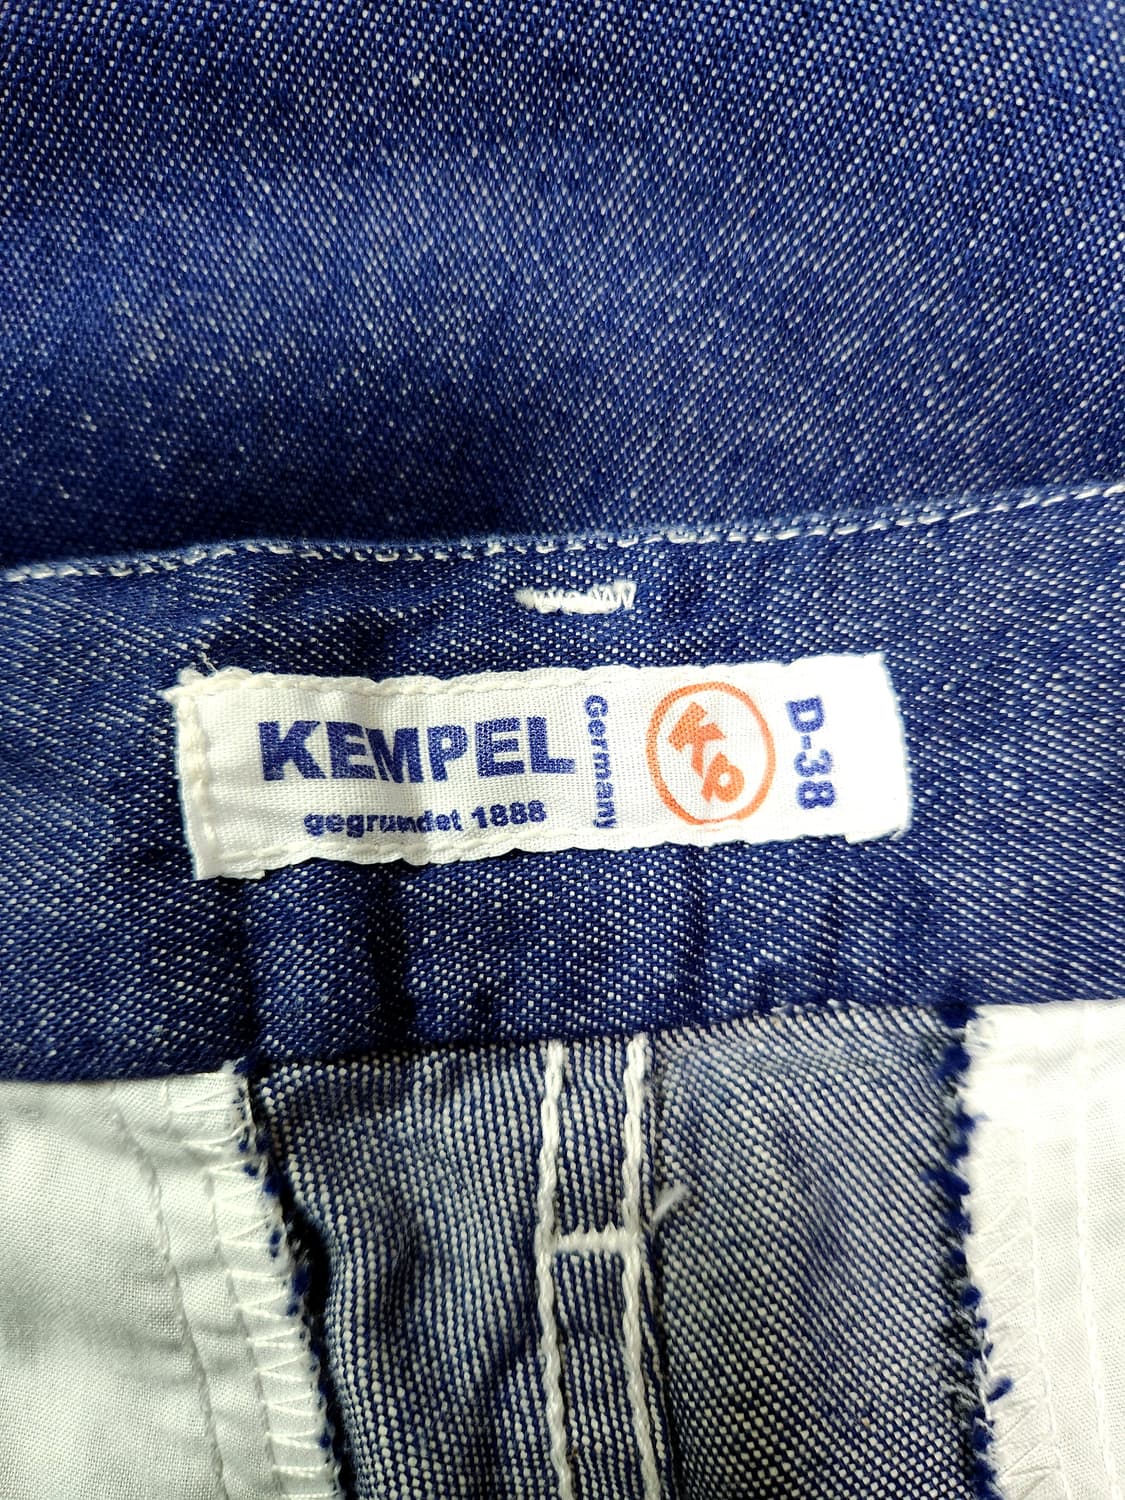 KEMPEL
gegrundet 1888
Germany
KP
D-38